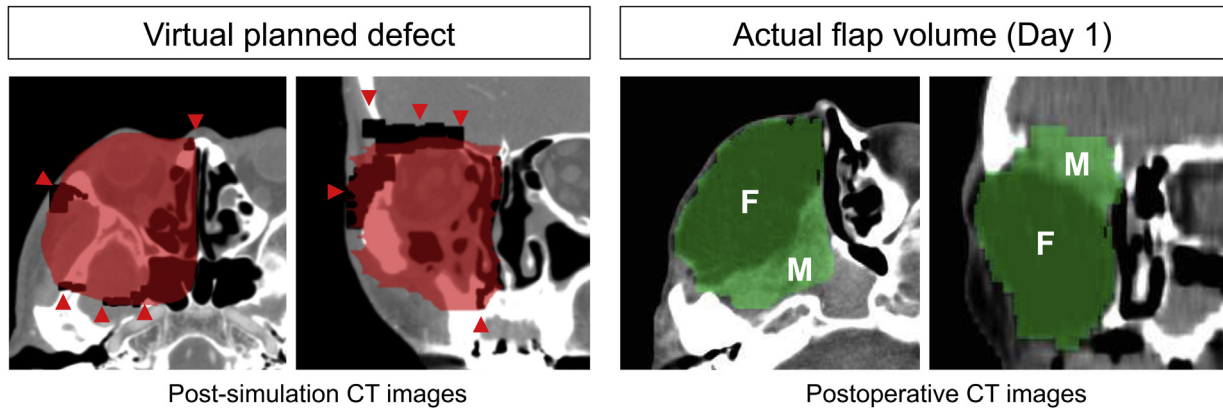 Virtual planned defect
Actual flap volume (Day 1)
F
M
M
F
Post-simulation CT images
Postoperative CT images